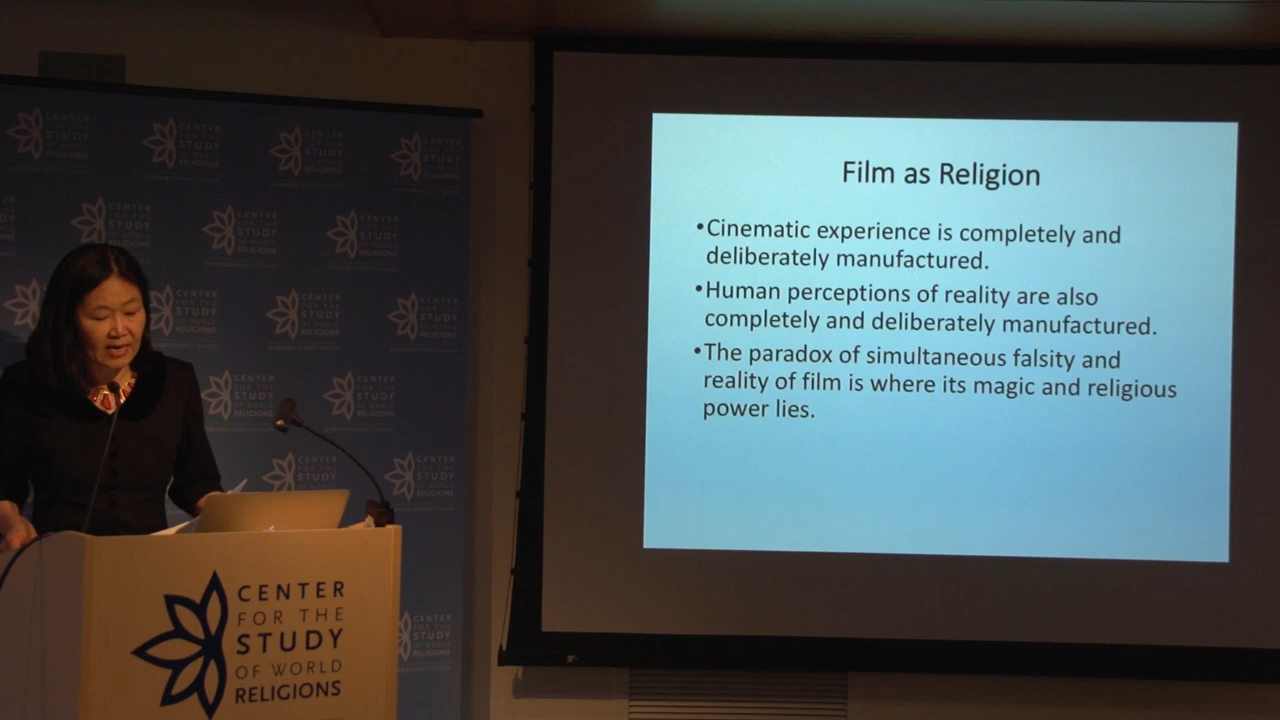 Film as Religion
•Cinematic experience is completely and
deliberately manufactured.
•Human perceptions of reality are also
completely and deliberately manufactured.
•The paradox of simultaneous falsity and
reality of film is where its magic and religious
power lies.
CENTER
FOR THE
STUDY
OF WORLD
RELIGIONS